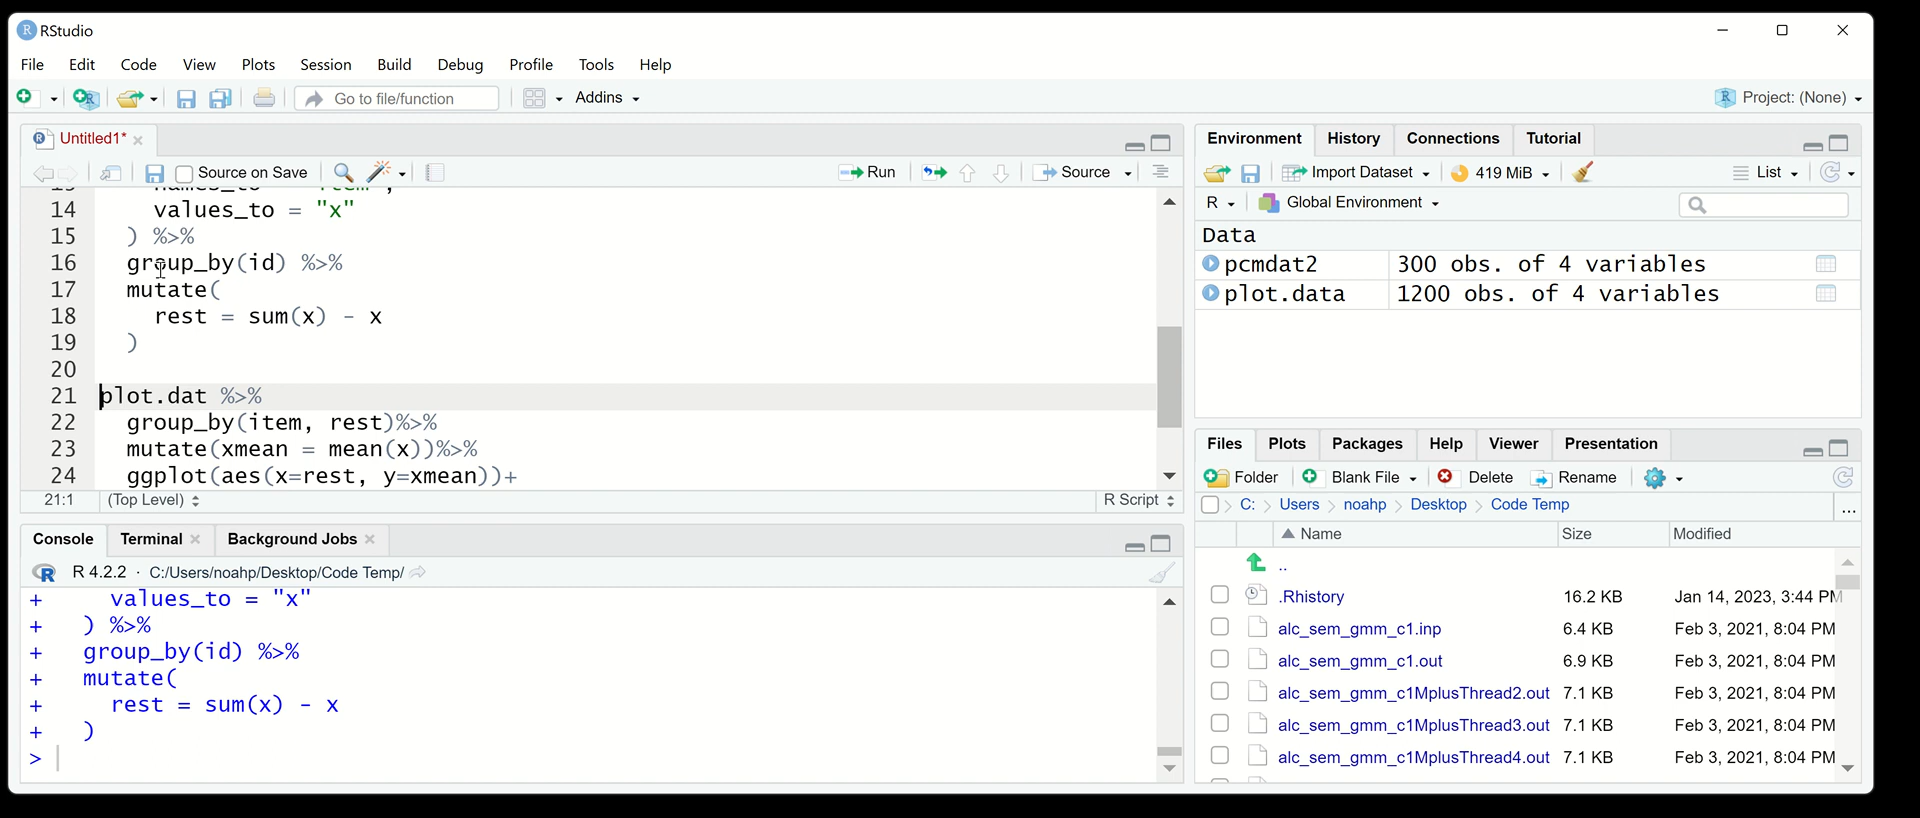 RStudio
File Edit Code View Plots Session Build Debug Profile Tools Help
Go to file/function Addins Project: (None)
Untitled1*
Source on Save Run Source
14 values_to = "x"
15 ) %>%
16 group_by(id) %>%
17 mutate(
18 rest = sum(x) - x
19 )
20
21 plot.dat %>%
22 group_by(item, rest)%>%
23 mutate(xmean = mean(x))%>%
24 ggplot(aes(x=rest, y=xmean))+
21:1 (Top Level) R Script
Console Terminal Background Jobs
R 4.2.2 · C:/Users/noahp/Desktop/Code Temp/
+ values_to = "x"
+ ) %>%
+ group_by(id) %>%
+ mutate(
+ rest = sum(x) - x
+ )
>
Environment History Connections Tutorial
Import Dataset 419 MiB List
R Global Environment
Data
pcmdat2 300 obs. of 4 variables
plot.data 1200 obs. of 4 variables
Files Plots Packages Help Viewer Presentation
Folder Blank File Delete Rename
C: Users noahp Desktop Code Temp ...
Name Size Modified
..
.Rhistory 16.2 KB Jan 14, 2023, 3:44 PM
alc_sem_gmm_c1.inp 6.4 KB Feb 3, 2021, 8:04 PM
alc_sem_gmm_c1.out 6.9 KB Feb 3, 2021, 8:04 PM
alc_sem_gmm_c1MplusThread2.out 7.1 KB Feb 3, 2021, 8:04 PM
alc_sem_gmm_c1MplusThread3.out 7.1 KB Feb 3, 2021, 8:04 PM
alc_sem_gmm_c1MplusThread4.out 7.1 KB Feb 3, 2021, 8:04 PM